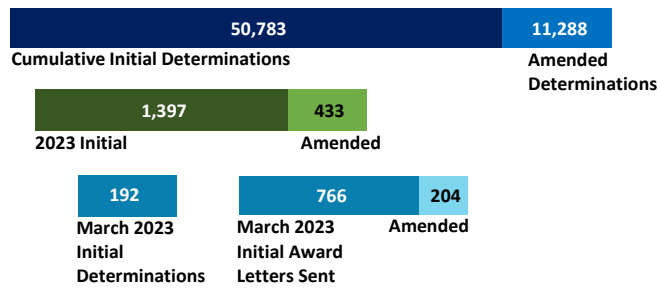 50,783 11,288
Cumulative Initial Determinations Amended
Determinations
1,397 433
2023 Initial Amended
192 766 204
March 2023 March 2023 Amended
Initial Initial Award
Determinations Letters Sent